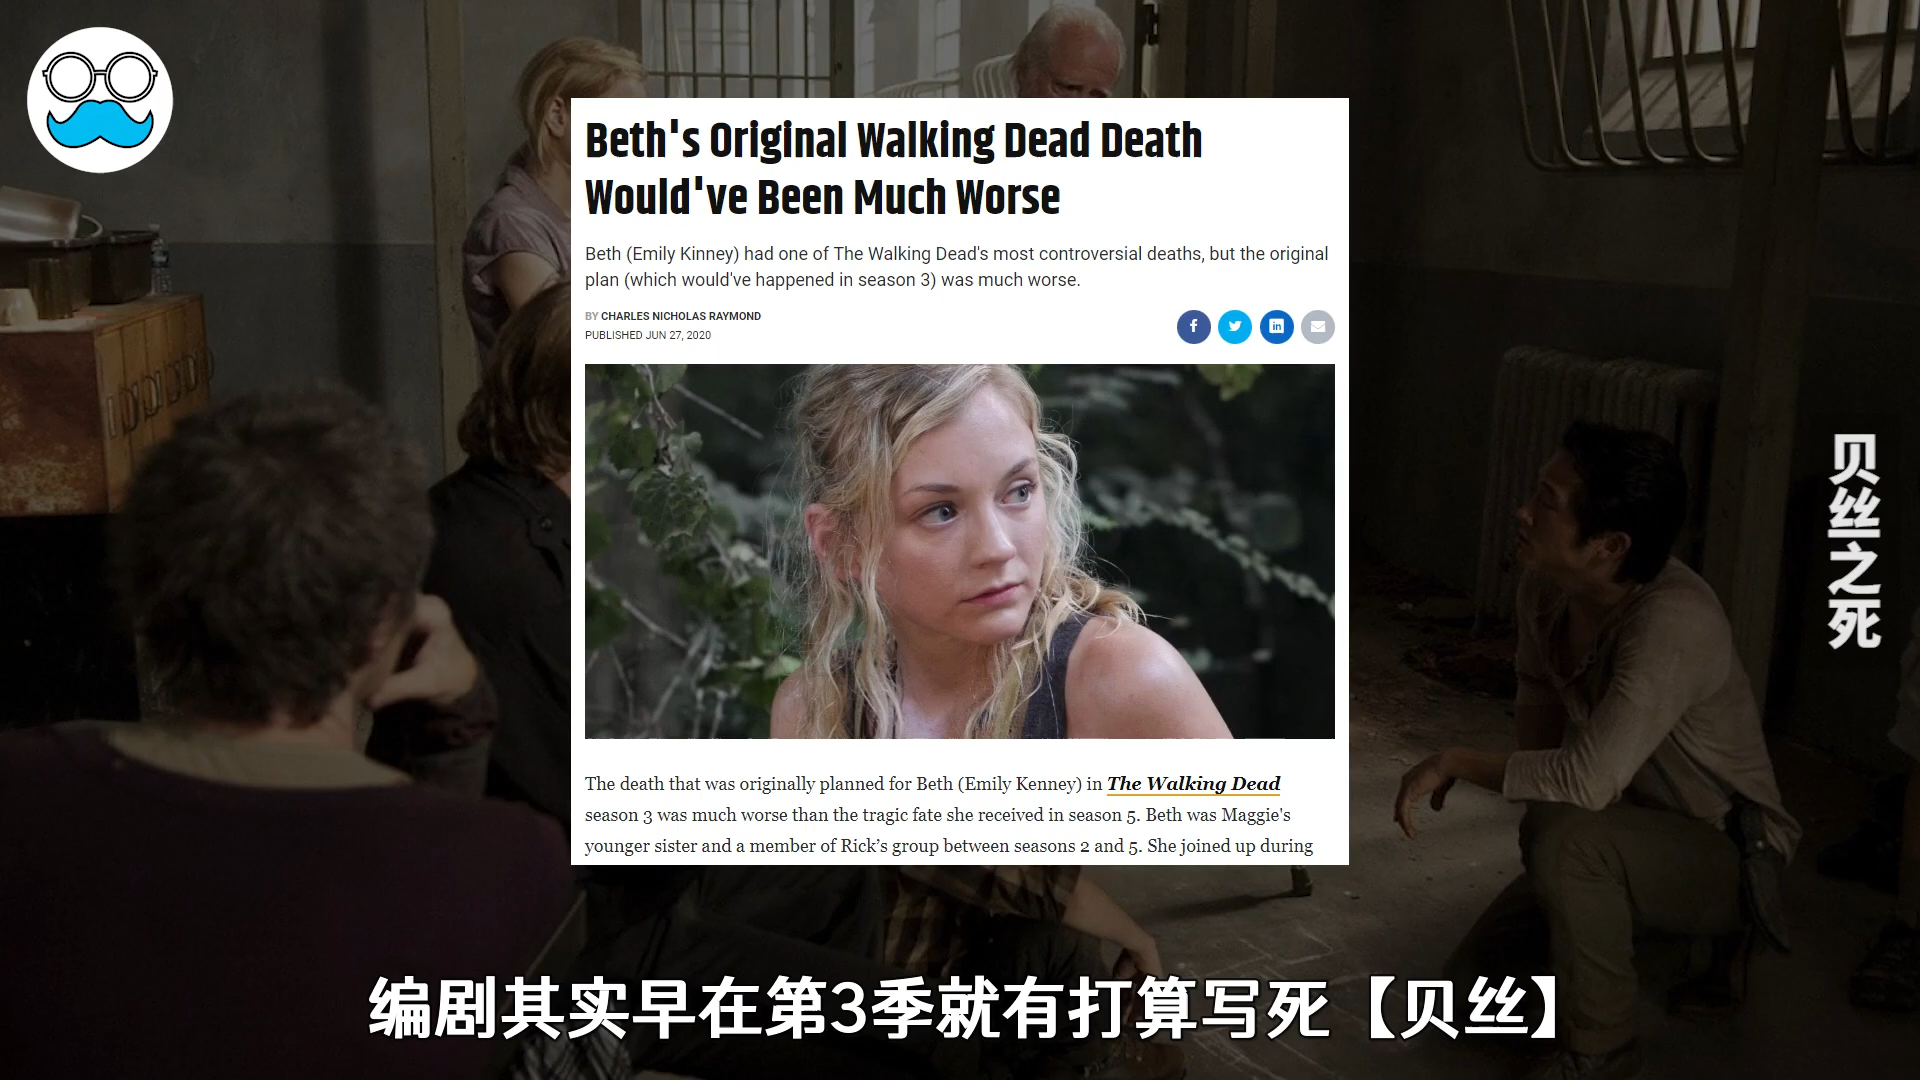 Beth's Original Walking Dead Death
Would've Been Much Worse
Beth (Emily Kinney) had one of The Walking Dead's most controversial deaths, but the original
plan (which would've happened in season 3) was much worse.
BY CHARLES NICHOLAS RAYMOND
PUBLISHED JUN 27, 2020
The death that was originally planned for Beth (Emily Kenney) in The Walking Dead
season 3 was much worse than the tragic fate she received in season 5. Beth was Maggie's
younger sister and a member of Rick’s group between seasons 2 and 5. She joined up during
贝丝之死
编剧其实早在第3季就有打算写死【贝丝】